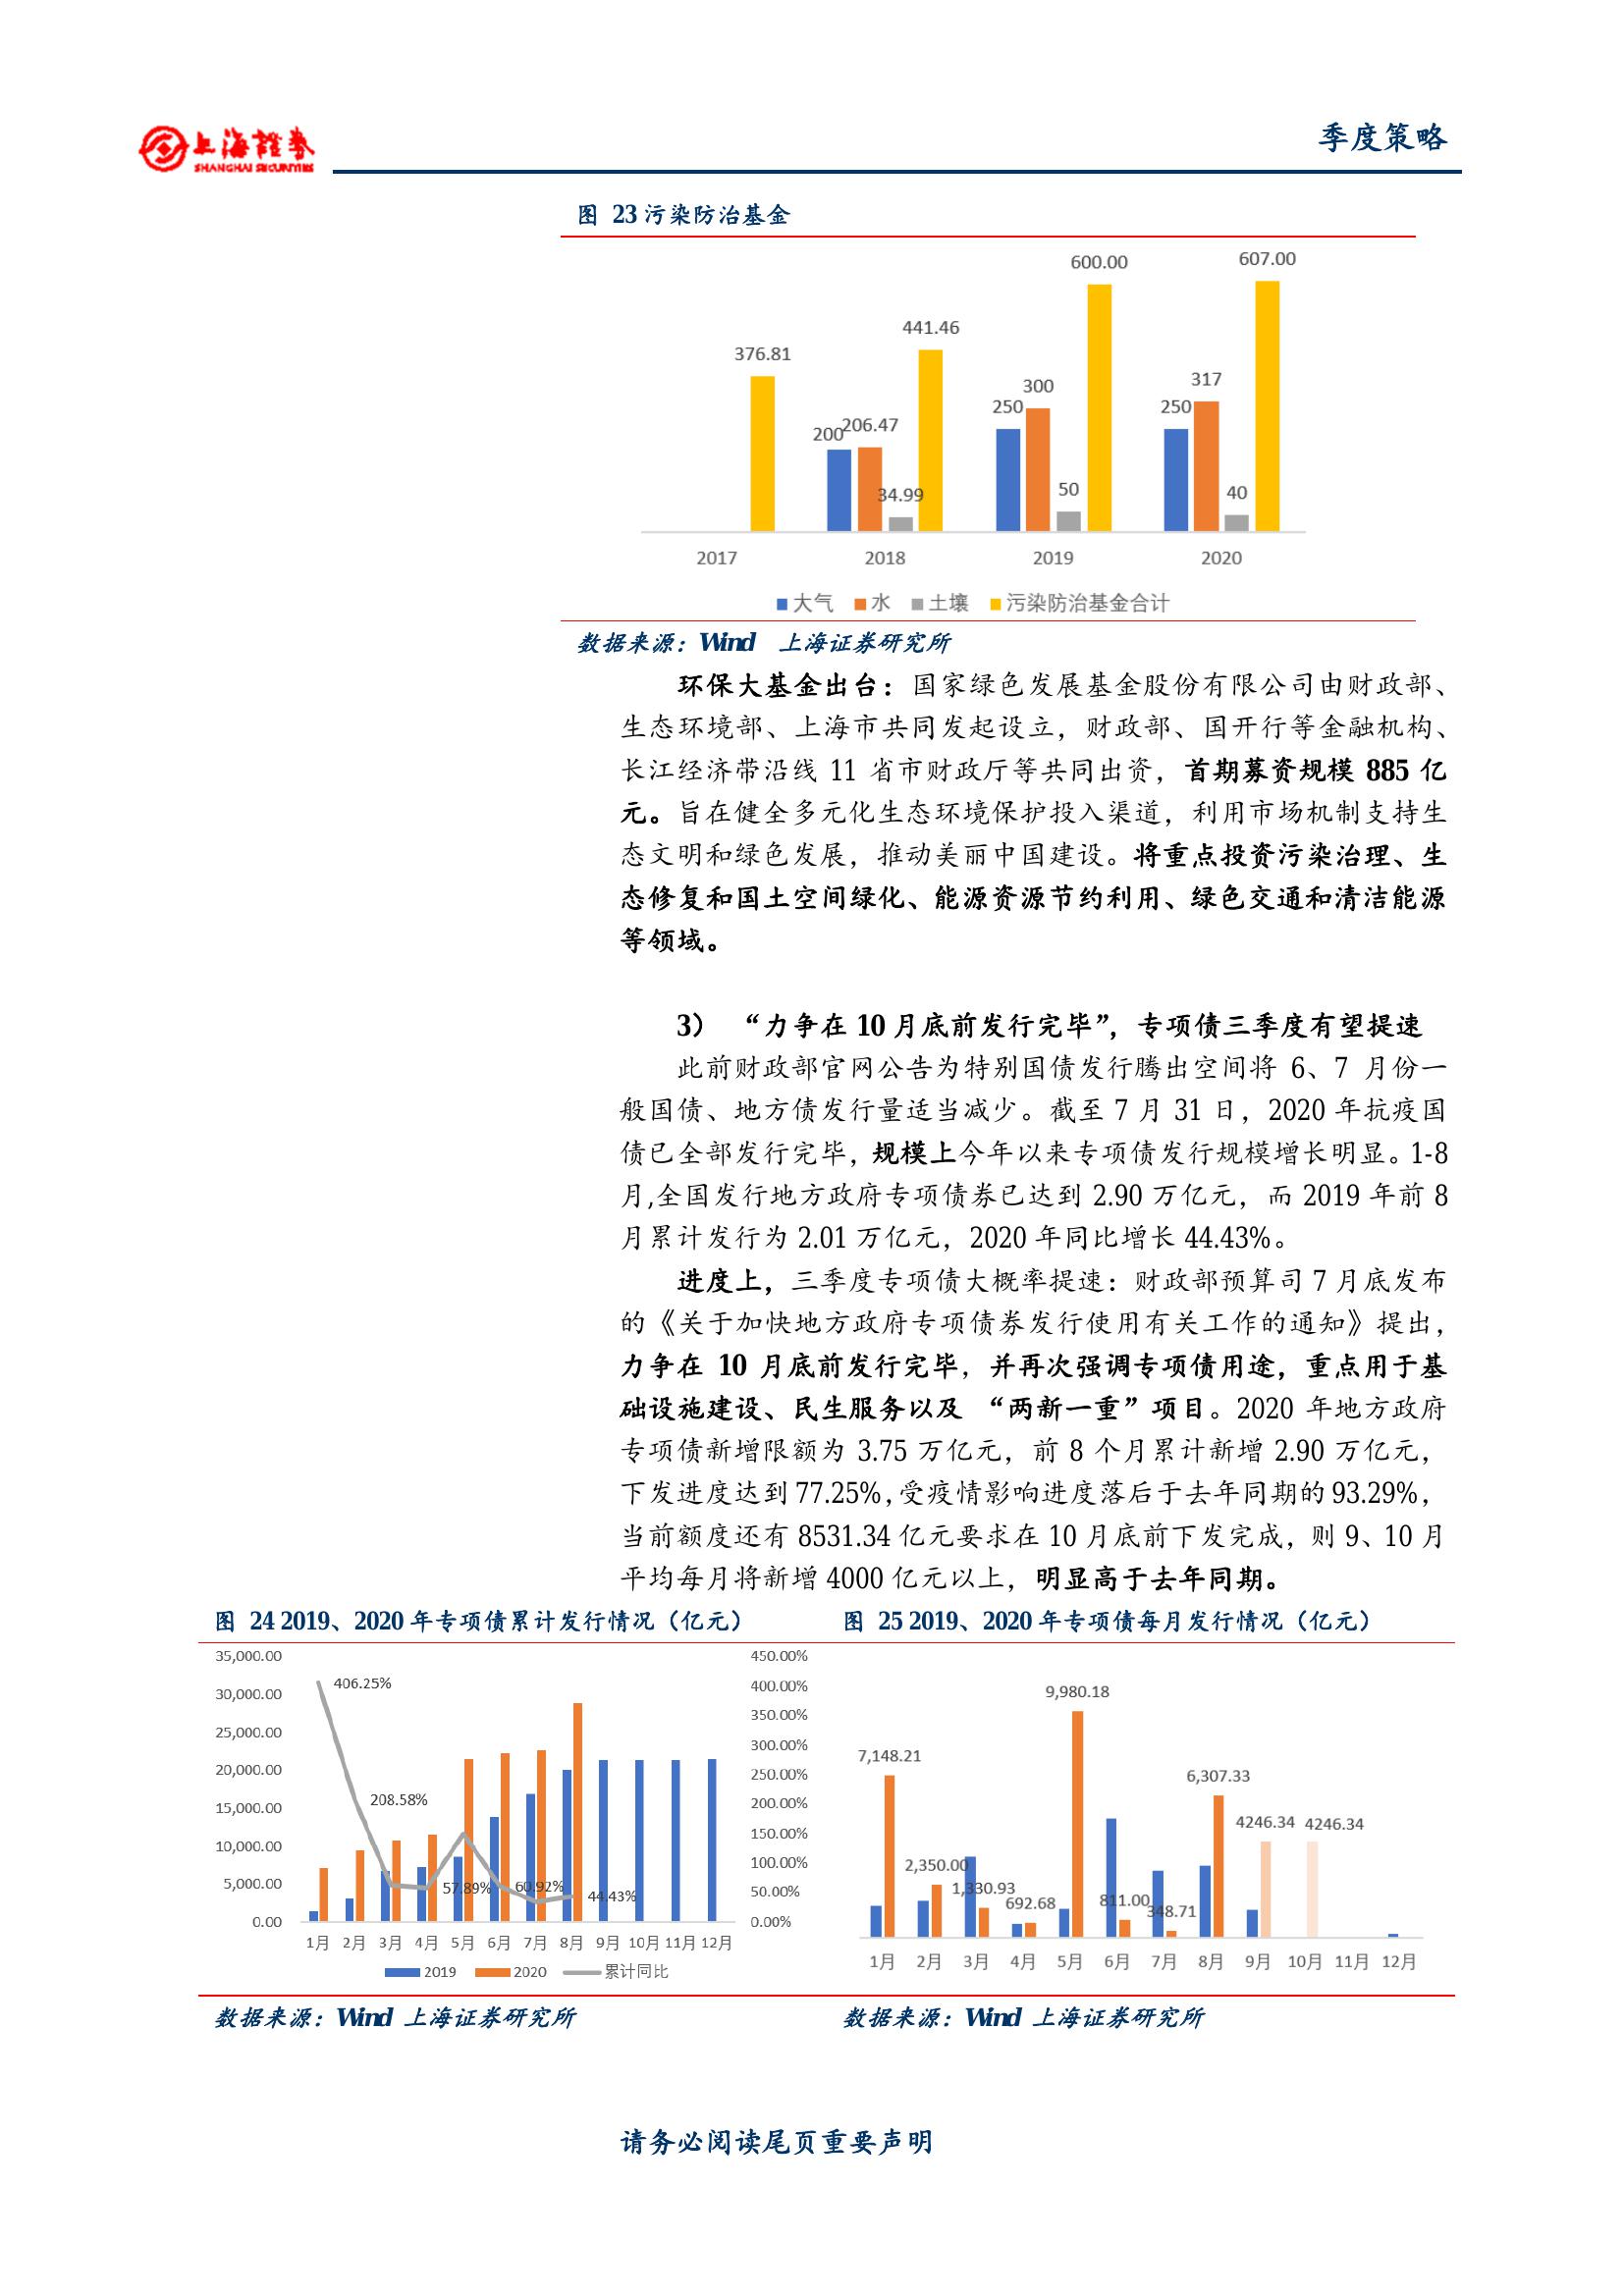 上海證券
SHANGHAI SECURITIES
季度策略
图 23 污染防治基金
600.00
607.00
441.46
376.81
300
317
250
250
200
206.47
34.99
50
40
2017 2018 2019 2020
大气 水 土壤 污染防治基金合计
数据来源：Wind 上海证券研究所
环保大基金出台：国家绿色发展基金股份有限公司由财政部、
生态环境部、上海市共同发起设立，财政部、国开行等金融机构、
长江经济带沿线 11 省市财政厅等共同出资，首期募资规模 885 亿
元。旨在健全多元化生态环境保护投入渠道，利用市场机制支持生
态文明和绿色发展，推动美丽中国建设。将重点投资污染治理、生
态修复和国土空间绿化、能源资源节约利用、绿色交通和清洁能源
等领域。
3） “力争在 10 月底前发行完毕”，专项债三季度有望提速
此前财政部官网公告为特别国债发行腾出空间将 6、7 月份一
般国债、地方债发行量适当减少。截至 7 月 31 日，2020 年抗疫国
债已全部发行完毕，规模上今年以来专项债发行规模增长明显。1-8
月,全国发行地方政府专项债券已达到 2.90 万亿元，而 2019 年前 8
月累计发行为 2.01 万亿元，2020 年同比增长 44.43%。
进度上，三季度专项债大概率提速：财政部预算司 7 月底发布
的《关于加快地方政府专项债券发行使用有关工作的通知》提出，
力争在 10 月底前发行完毕，并再次强调专项债用途，重点用于基
础设施建设、民生服务以及 “两新一重”项目。2020 年地方政府
专项债新增限额为 3.75 万亿元，前 8 个月累计新增 2.90 万亿元，
下发进度达到 77.25%，受疫情影响进度落后于去年同期的 93.29%，
当前额度还有 8531.34 亿元要求在 10 月底前下发完成，则 9、10 月
平均每月将新增 4000 亿元以上，明显高于去年同期。
图 24 2019、2020 年专项债累计发行情况（亿元）
35,000.00
30,000.00
25,000.00
20,000.00
15,000.00
10,000.00
5,000.00
0.00
406.25%
208.58%
57.89%
60.92%
44.43%
450.00%
400.00%
350.00%
300.00%
250.00%
200.00%
150.00%
100.00%
50.00%
0.00%
1月 2月 3月 4月 5月 6月 7月 8月 9月 10月 11月 12月
2019 2020 累计同比
数据来源：Wind 上海证券研究所
图 25 2019、2020 年专项债每月发行情况（亿元）
9,980.18
7,148.21
6,307.33
4246.34 4246.34
2,350.00
1,330.93
692.68
811.00
348.71
1月 2月 3月 4月 5月 6月 7月 8月 9月 10月 11月 12月
数据来源：Wind 上海证券研究所
请务必阅读尾页重要声明